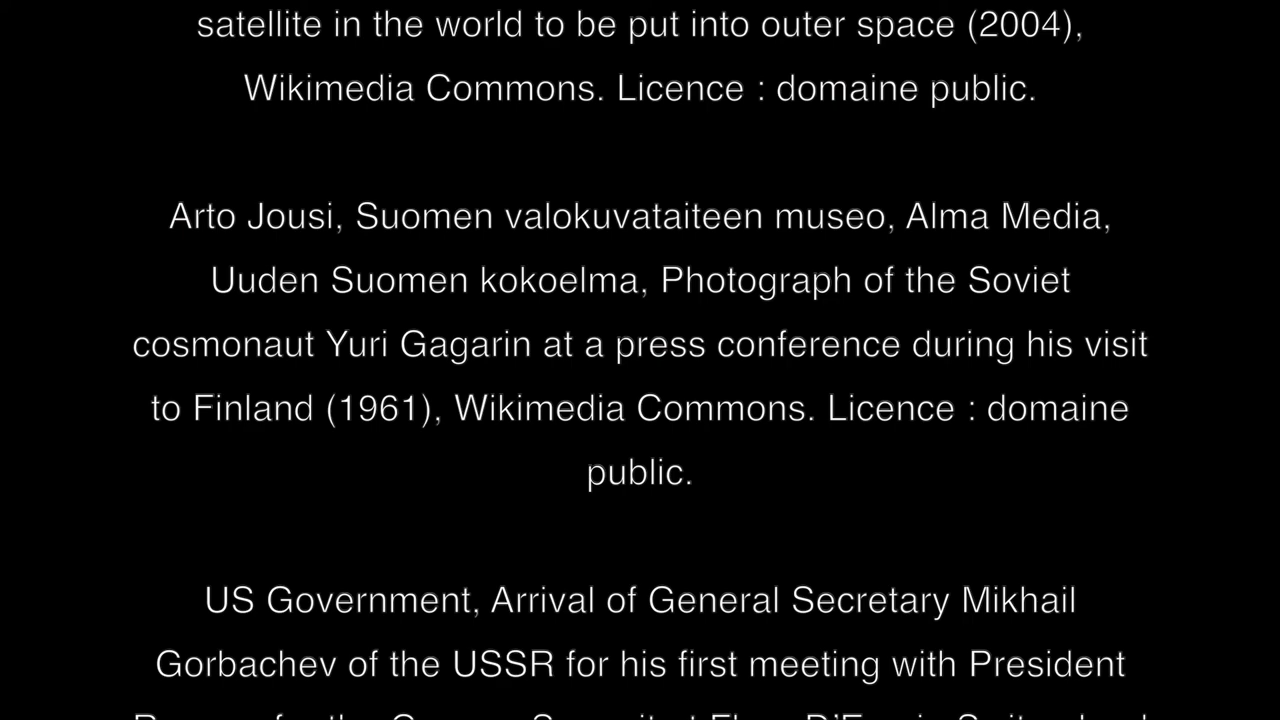 satellite in the world to be put into outer space (2004),
Wikimedia Commons. Licence : domaine public.
Arto Jousi, Suomen valokuvataiteen museo, Alma Media,
Uuden Suomen kokoelma, Photograph of the Soviet
cosmonaut Yuri Gagarin at a press conference during his visit
to Finland (1961), Wikimedia Commons. Licence : domaine
public.
US Government, Arrival of General Secretary Mikhail
Gorbachev of the USSR for his first meeting with President